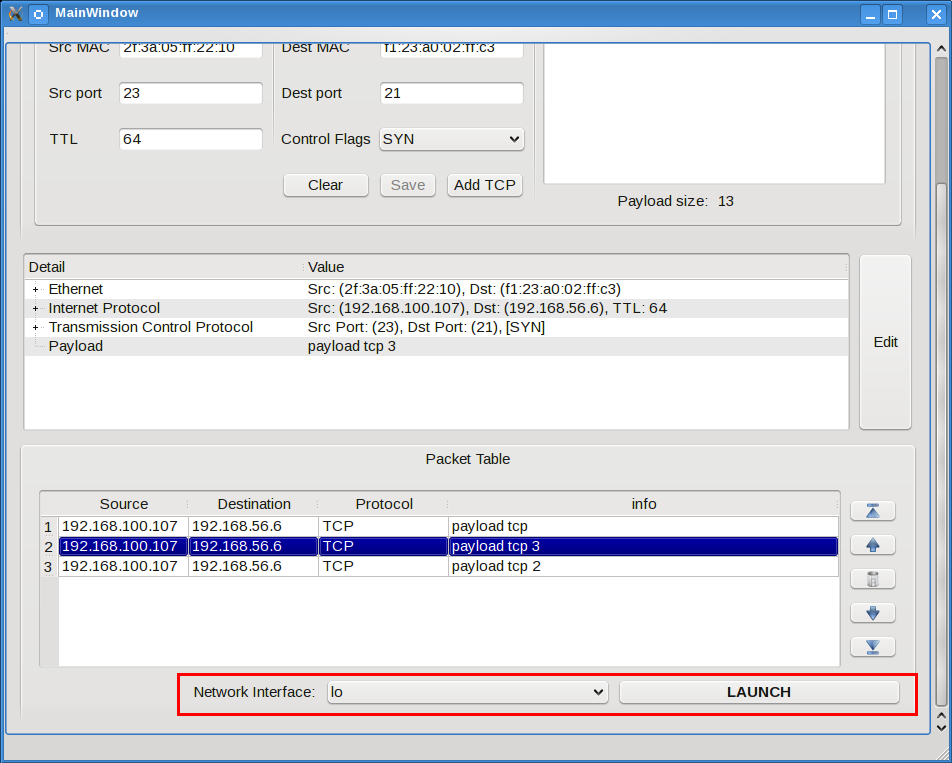 MainWindow
Src MAC 2f:3a:05:ff:22:10 Dest MAC f1:23:a0:02:ff:c3
Src port 23 Dest port 21
TTL 64 Control Flags SYN
Clear Save Add TCP
Payload size: 13
Detail Value
Ethernet Src: (2f:3a:05:ff:22:10), Dst: (f1:23:a0:02:ff:c3)
Internet Protocol Src: (192.168.100.107), Dst: (192.168.56.6), TTL: 64
Transmission Control Protocol Src Port: (23), Dst Port: (21), [SYN]
Payload payload tcp 3
Edit
Packet Table
Source Destination Protocol info
1 192.168.100.107 192.168.56.6 TCP payload tcp
2 192.168.100.107 192.168.56.6 TCP payload tcp 3
3 192.168.100.107 192.168.56.6 TCP payload tcp 2
Network Interface: lo LAUNCH